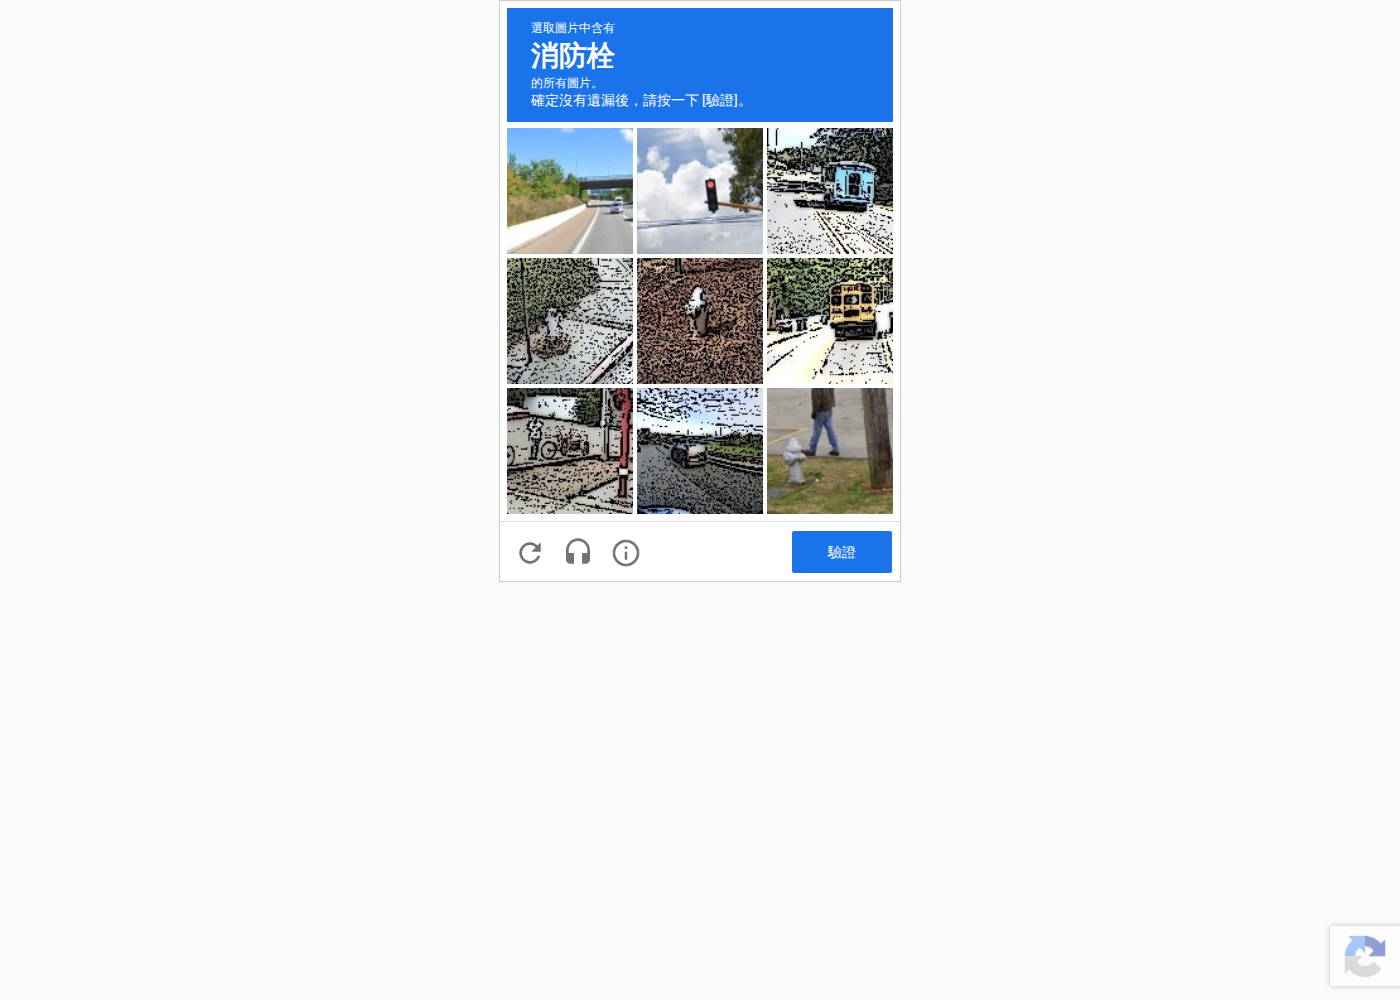 選取圖片中含有
消防栓
的所有圖片。
確定沒有遺漏後，請按一下 [驗證]。
驗證